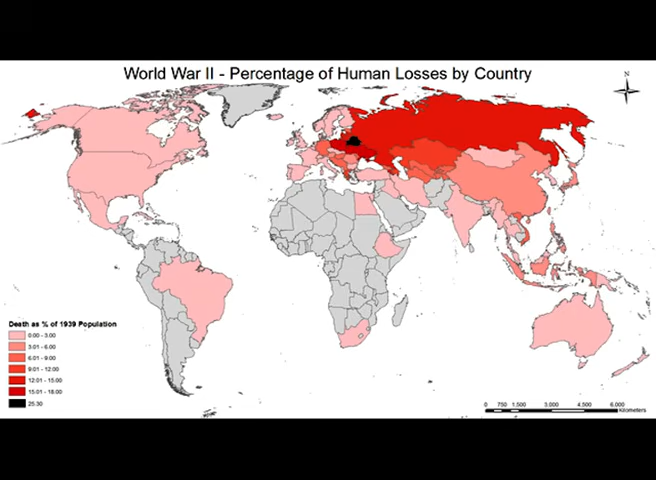 World War II - Percentage of Human Losses by Country
N
Death as % of 1939 Population
0.00 - 3.00
3.01 - 6.00
6.01 - 9.00
9.01 - 12.00
12.01 - 15.00
15.01 - 18.00
25.30
0 750 1,500 3,000 4,500 6,000
Kilometers